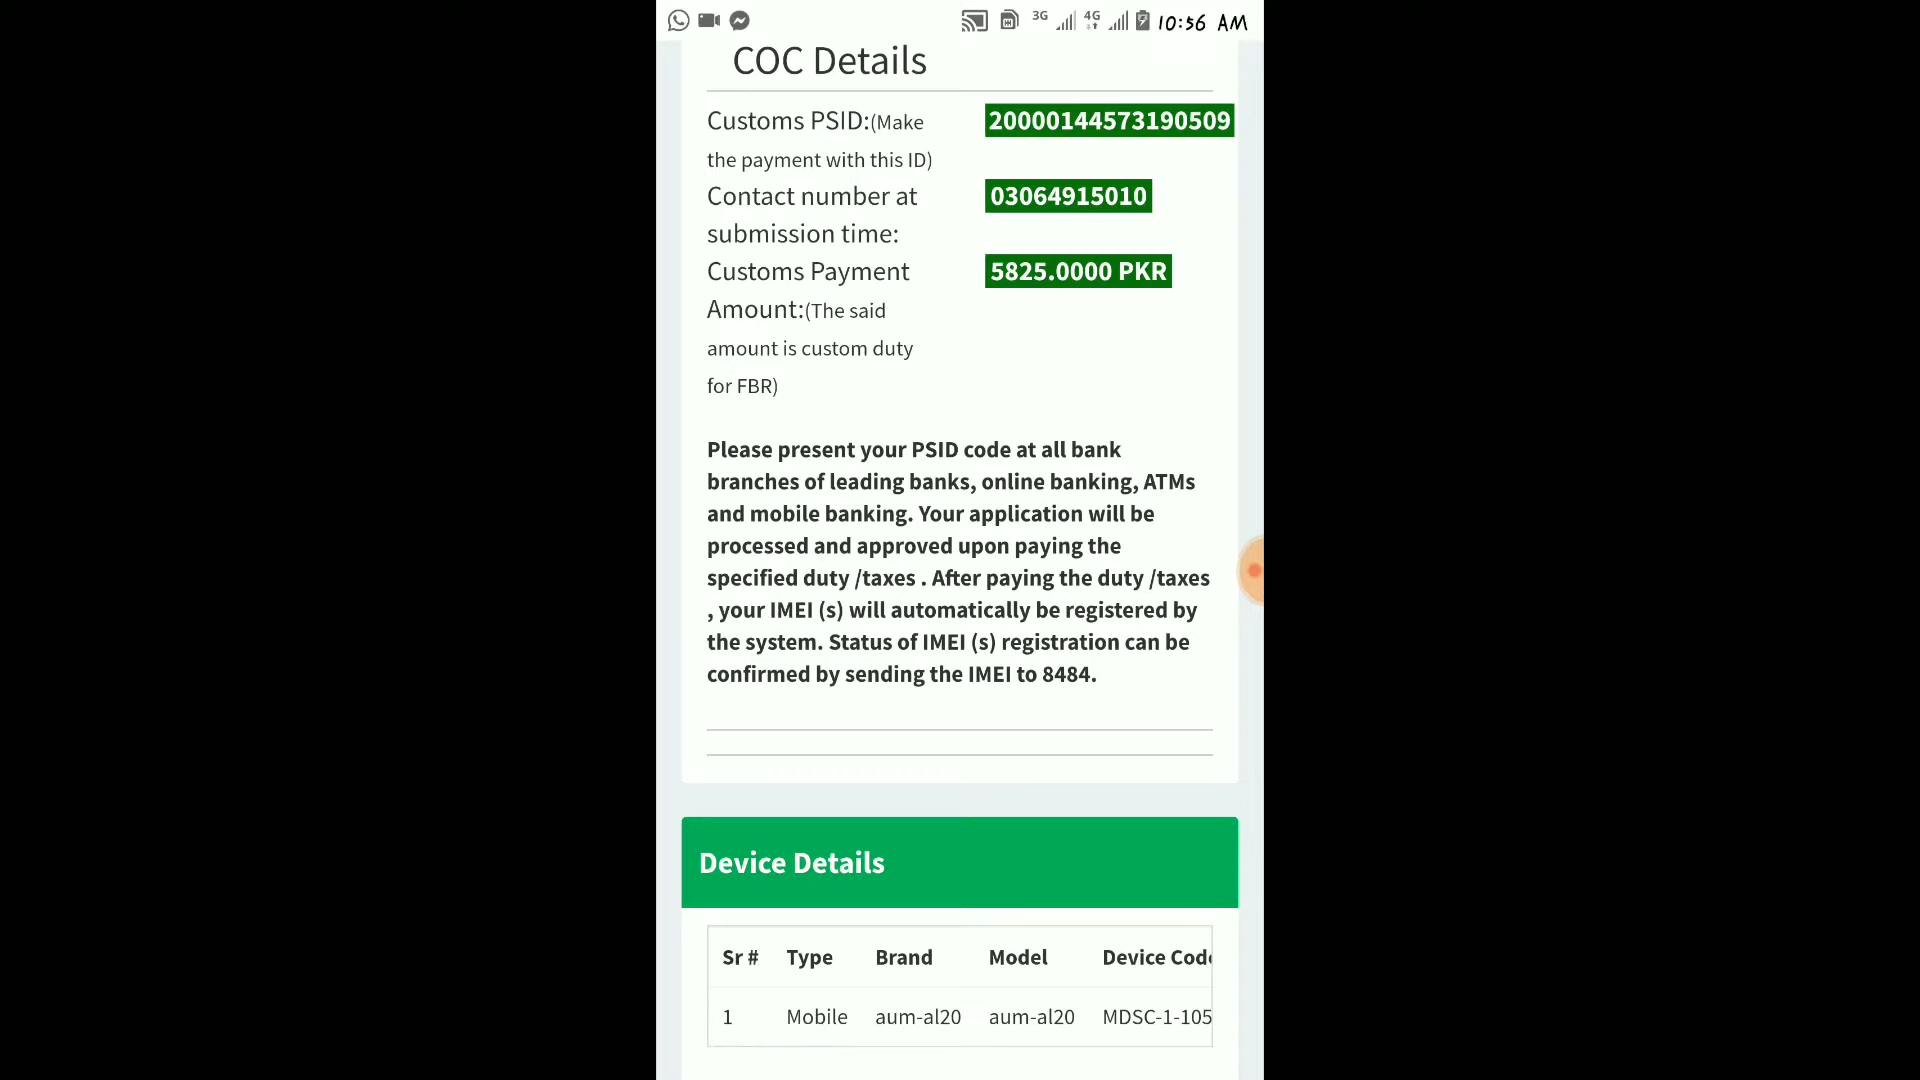 3G 4G 10:56 AM
COC Details
Customs PSID:(Make 20000144573190509
the payment with this ID)
Contact number at 03064915010
submission time:
Customs Payment 5825.0000 PKR
Amount:(The said
amount is custom duty
for FBR)
Please present your PSID code at all bank
branches of leading banks, online banking, ATMs
and mobile banking. Your application will be
processed and approved upon paying the
specified duty /taxes . After paying the duty /taxes
, your IMEI (s) will automatically be registered by
the system. Status of IMEI (s) registration can be
confirmed by sending the IMEI to 8484.
Device Details
Sr # Type Brand Model Device Code
1 Mobile aum-al20 aum-al20 MDSC-1-105